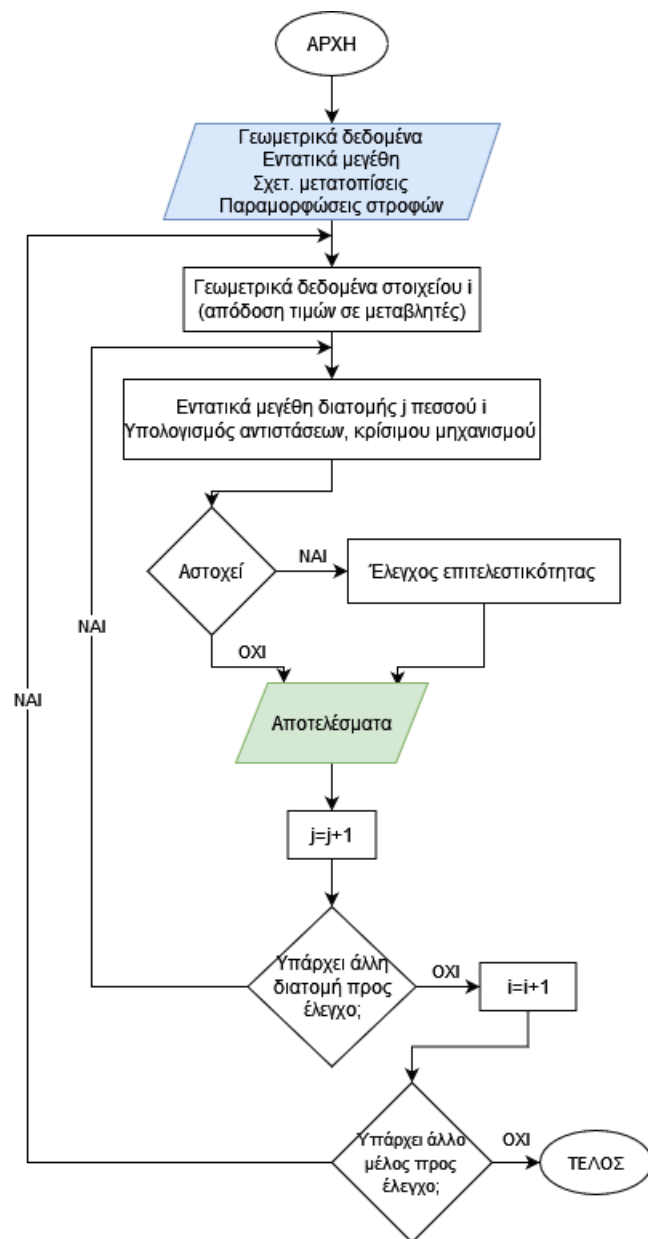 ΑΡΧΗ
Γεωμετρικά δεδομένα
Εντατικά μεγέθη
Σχετ. μετατοπίσεις
Παραμορφώσεις στροφών
Γεωμετρικά δεδομένα στοιχείου i
(απόδοση τιμών σε μεταβλητές)
Εντατικά μεγέθη διατομής j πεσσού i
Υπολογισμός αντιστάσεων, κρίσιμου μηχανισμού
Αστοχεί
ΝΑΙ
Έλεγχος επιτελεστικότητας
ΝΑΙ
ΟΧΙ
ΝΑΙ
Αποτελέσματα
j=j+1
Υπάρχει άλλη
διατομή προς
έλεγχο;
ΟΧΙ
i=i+1
Υπάρχει άλλο
μέλος προς
έλεγχο;
ΟΧΙ
ΤΕΛΟΣ